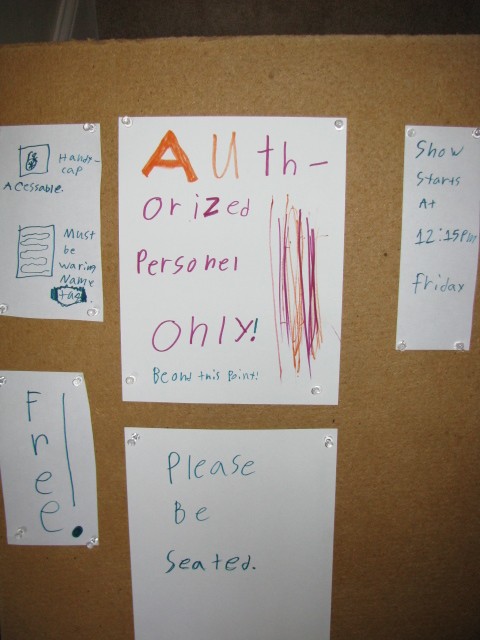 Handy-
cap
Acessable.
Must
be
warinn
Name
tag
AUth-
orized
Personel
Only!
Beond this Point!
Show
Starts
At
12:15pm
friday
Free!
Please
Be
Seated.